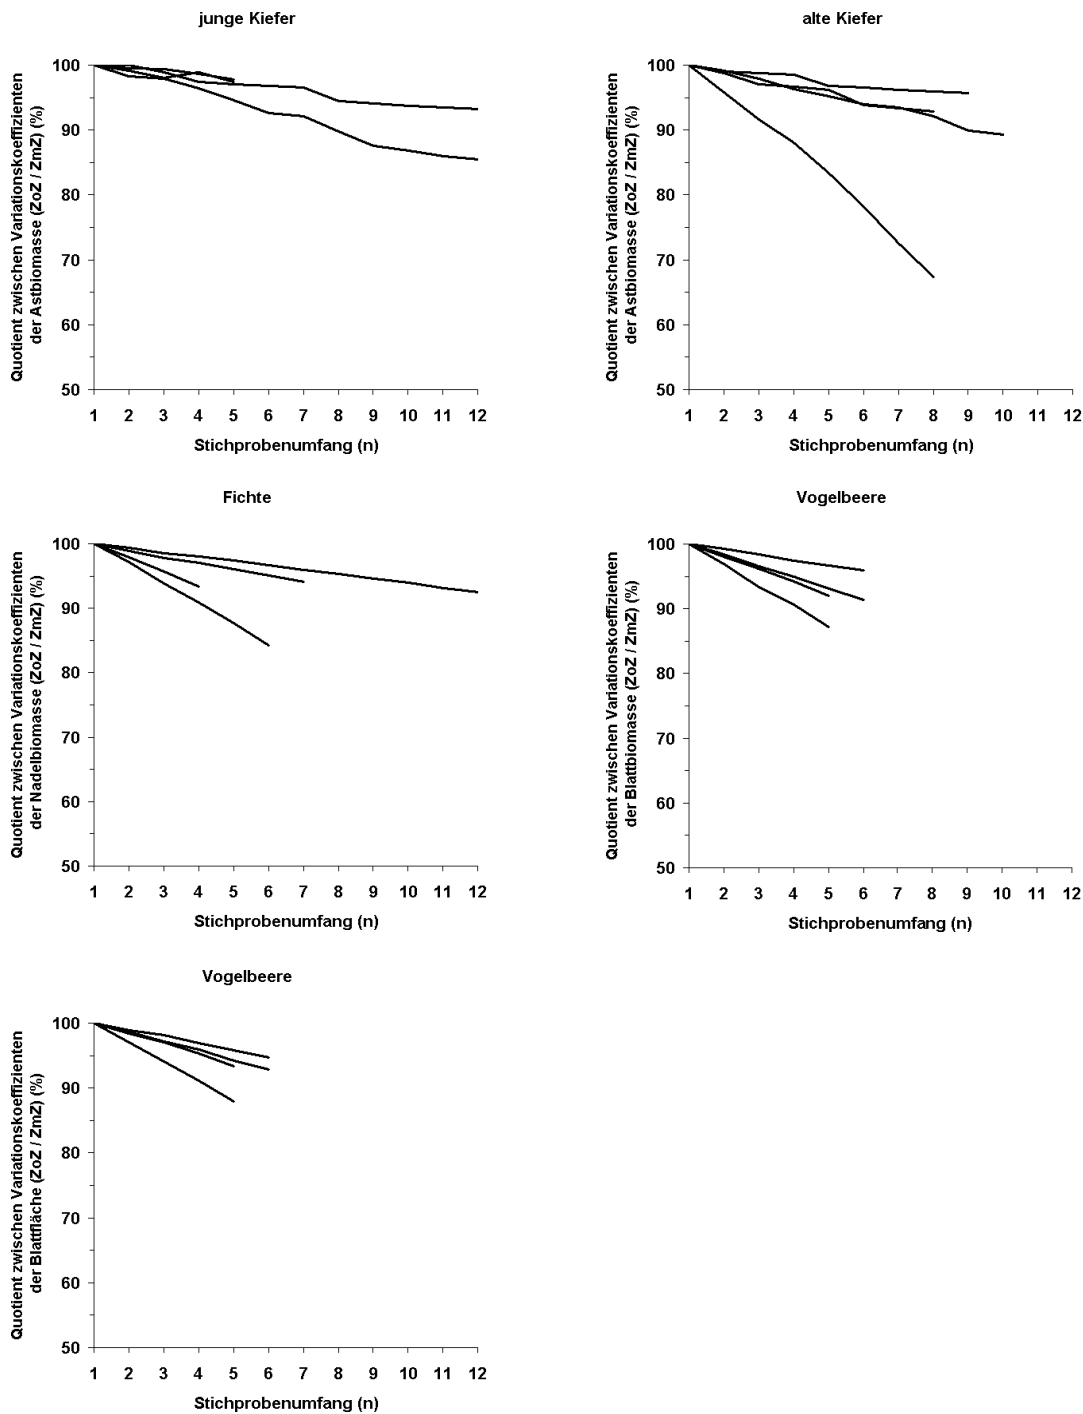 junge Kiefer
Quotient zwischen Variationskoeffizienten
der Astbiomasse (ZoZ / ZmZ) (%)
100
90
80
70
60
50
1 2 3 4 5 6 7 8 9 10 11 12
Stichprobenumfang (n)
alte Kiefer
Quotient zwischen Variationskoeffizienten
der Astbiomasse (ZoZ / ZmZ) (%)
100
90
80
70
60
50
1 2 3 4 5 6 7 8 9 10 11 12
Stichprobenumfang (n)
Fichte
Quotient zwischen Variationskoeffizienten
der Nadelbiomasse (ZoZ / ZmZ) (%)
100
90
80
70
60
50
1 2 3 4 5 6 7 8 9 10 11 12
Stichprobenumfang (n)
Vogelbeere
Quotient zwischen Variationskoeffizienten
der Blattbiomasse (ZoZ / ZmZ) (%)
100
90
80
70
60
50
1 2 3 4 5 6 7 8 9 10 11 12
Stichprobenumfang (n)
Vogelbeere
Quotient zwischen Variationskoeffizienten
der Blattfläche (ZoZ / ZmZ) (%)
100
90
80
70
60
50
1 2 3 4 5 6 7 8 9 10 11 12
Stichprobenumfang (n)